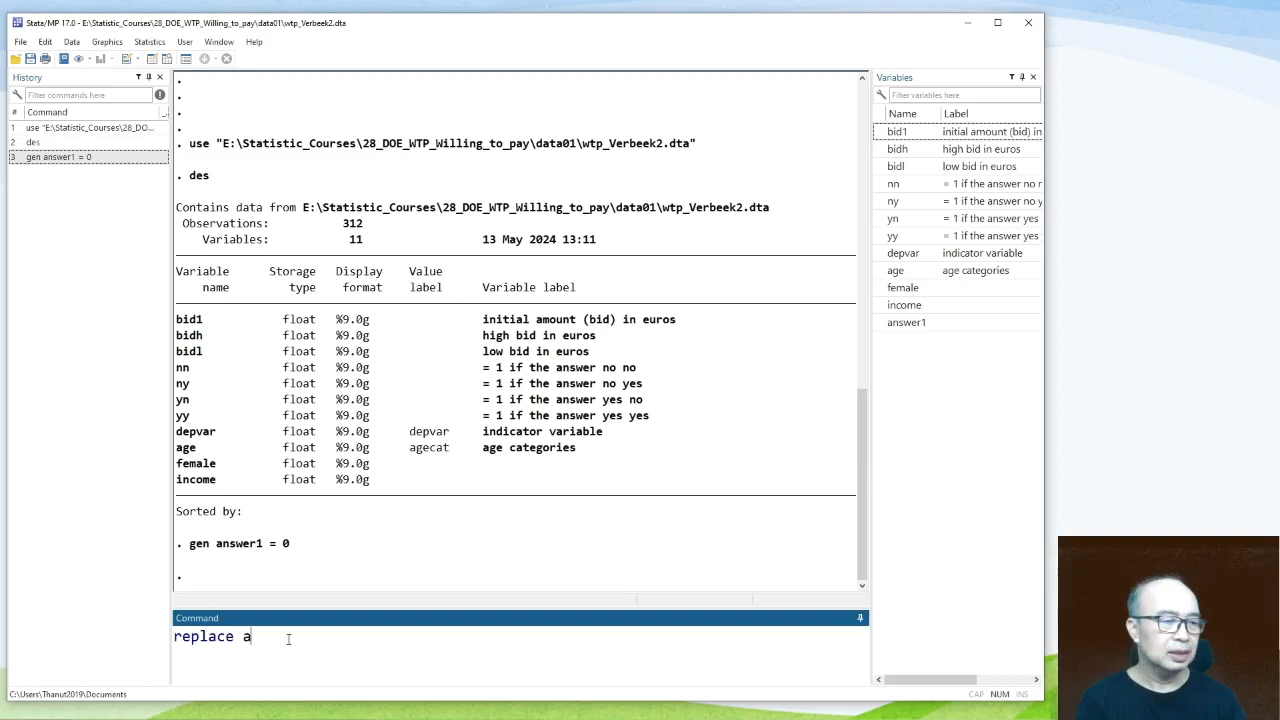 Stata/MP 17.0 - E:\Statistic_Courses\28_DOE_WTP_Willing_to_pay\data01\wtp_Verbeek2.dta
File Edit Data Graphics Statistics User Window Help
History
Filter commands here
# Command
1 use "E:\Statistic_Courses\28_DO...
2 des
3 gen answer1 = 0
.
.
.
. use "E:\Statistic_Courses\28_DOE_WTP_Willing_to_pay\data01\wtp_Verbeek2.dta"
. des
Contains data from E:\Statistic_Courses\28_DOE_WTP_Willing_to_pay\data01\wtp_Verbeek2.dta
Observations: 312
Variables: 11 13 May 2024 13:11
Variable Storage Display Value
name type format label Variable label
bid1 float %9.0g initial amount (bid) in euros
bidh float %9.0g high bid in euros
bidl float %9.0g low bid in euros
nn float %9.0g = 1 if the answer no no
ny float %9.0g = 1 if the answer no yes
yn float %9.0g = 1 if the answer yes no
yy float %9.0g = 1 if the answer yes yes
depvar float %9.0g depvar indicator variable
age float %9.0g agecat age categories
female float %9.0g
income float %9.0g
Sorted by:
. gen answer1 = 0
.
Command
replace a
Variables
Filter variables here
Name Label
bid1 initial amount (bid) in
bidh high bid in euros
bidl low bid in euros
nn = 1 if the answer no n
ny = 1 if the answer no y
yn = 1 if the answer yes
yy = 1 if the answer yes
depvar indicator variable
age age categories
female
income
answer1
C:\Users\Thanut2019\Documents
CAP NUM INS